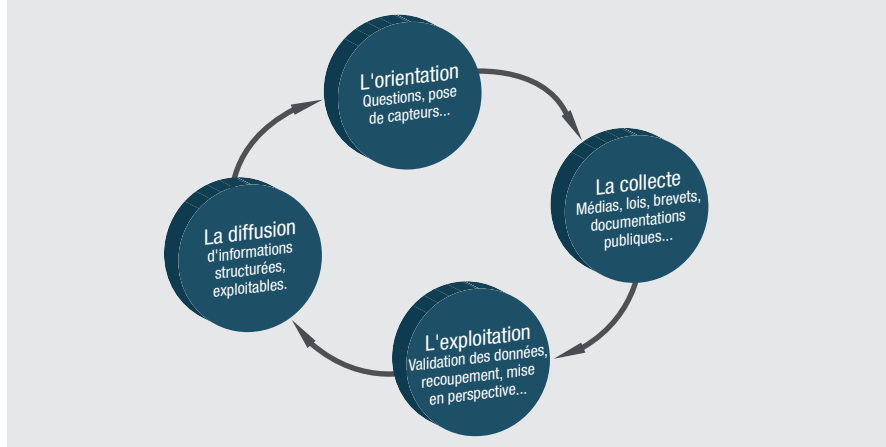 L'orientation
Questions, pose
de capteurs...
La collecte
Médias, lois, brevets,
documentations
publiques...
L'exploitation
Validation des données,
recoupement, mise
en perspective...
La diffusion
d'informations
structurées,
exploitables.